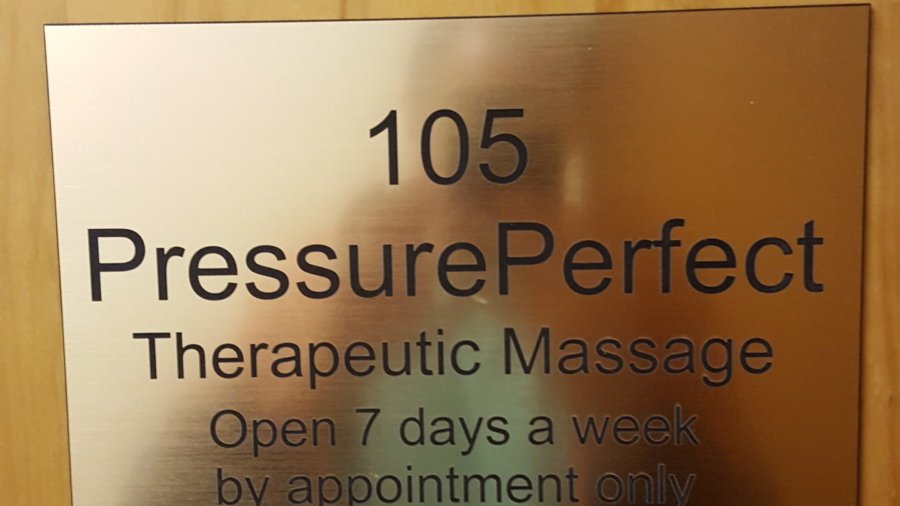 105
PressurePerfect
Therapeutic Massage
Open 7 days a week
by appointment only